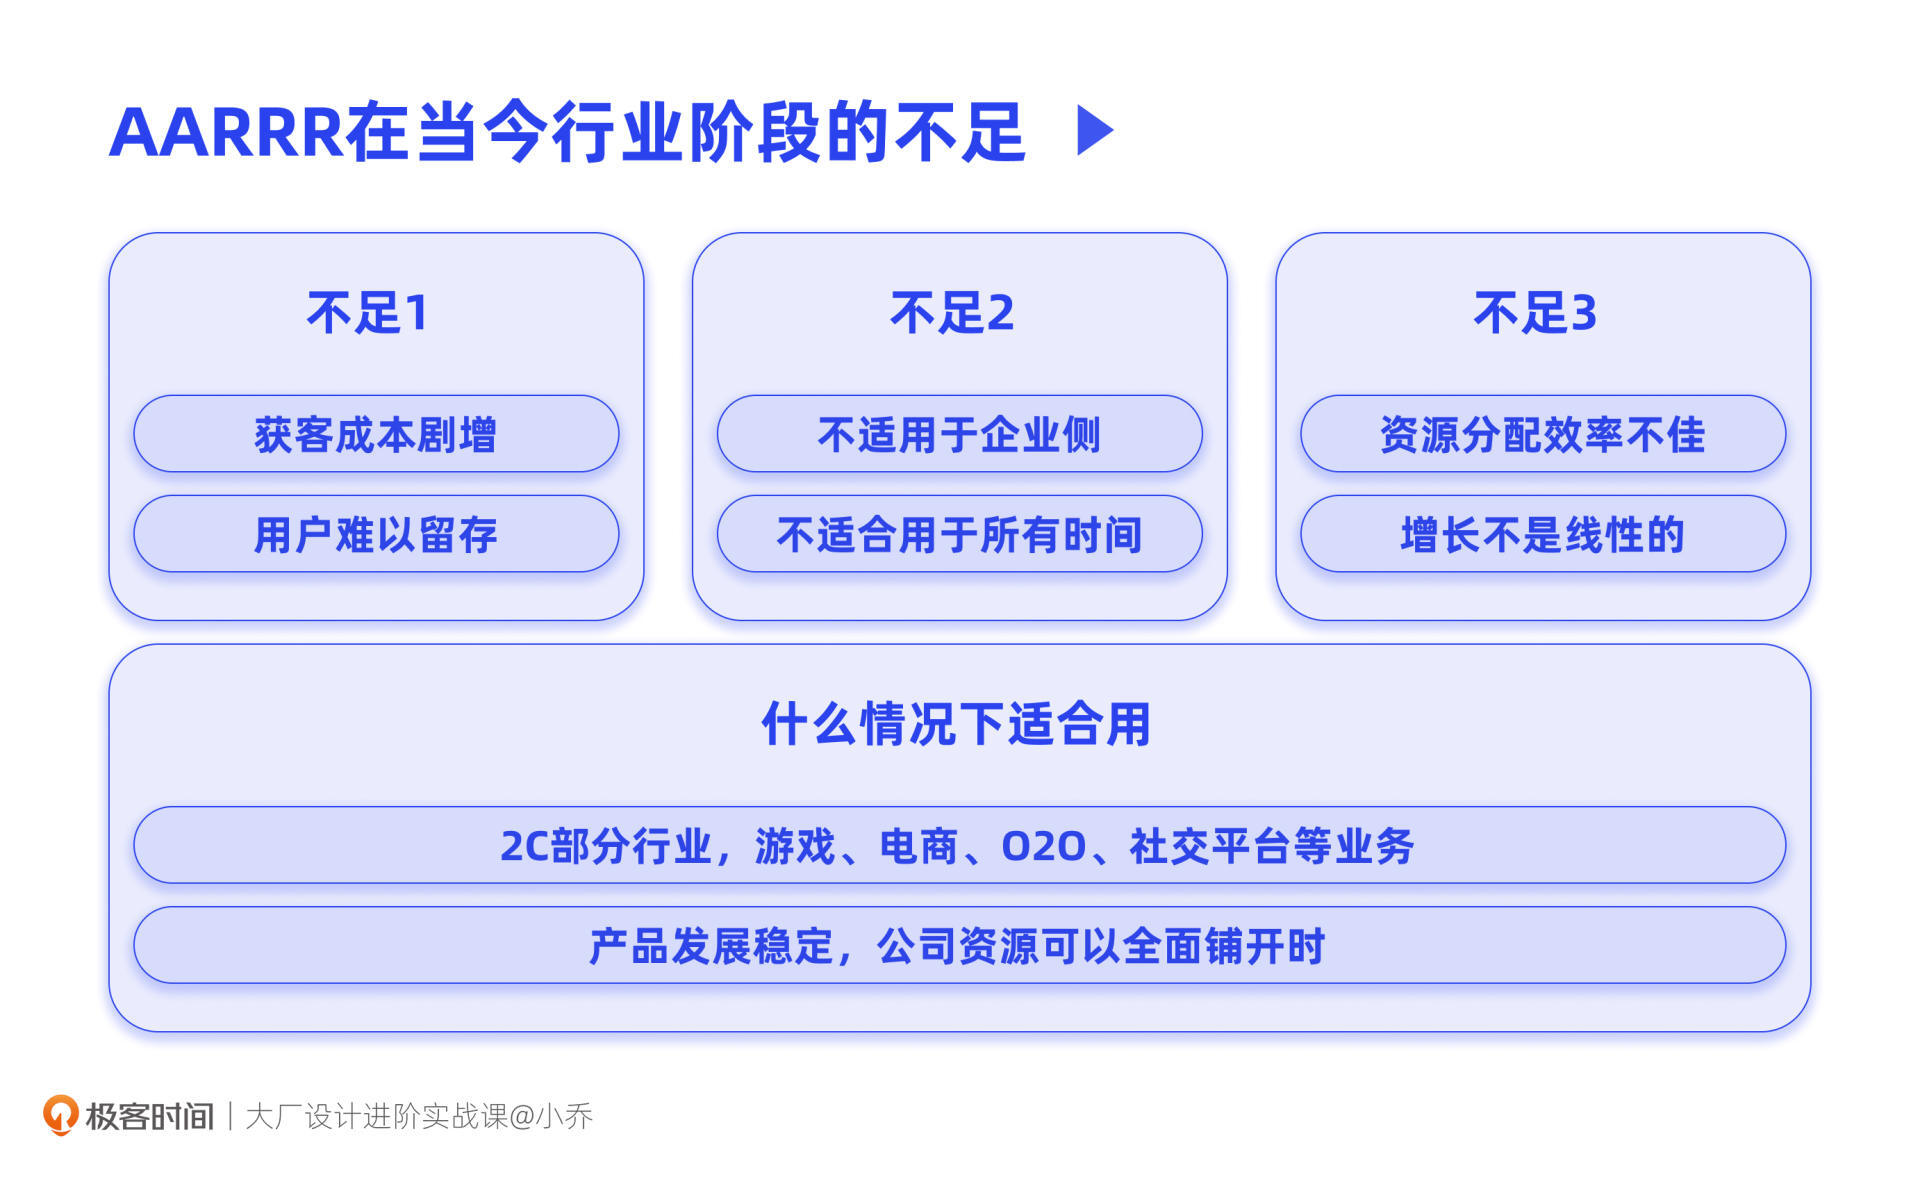 AARRR在当今行业阶段的不足
不足1
获客成本剧增
用户难以留存
不足2
不适用于企业侧
不适合用于所有时间
不足3
资源分配效率不佳
增长不是线性的
什么情况下适合用
2C部分行业，游戏、电商、O2O、社交平台等业务
产品发展稳定，公司资源可以全面铺开时
极客时间 | 大厂设计进阶实战课@小乔